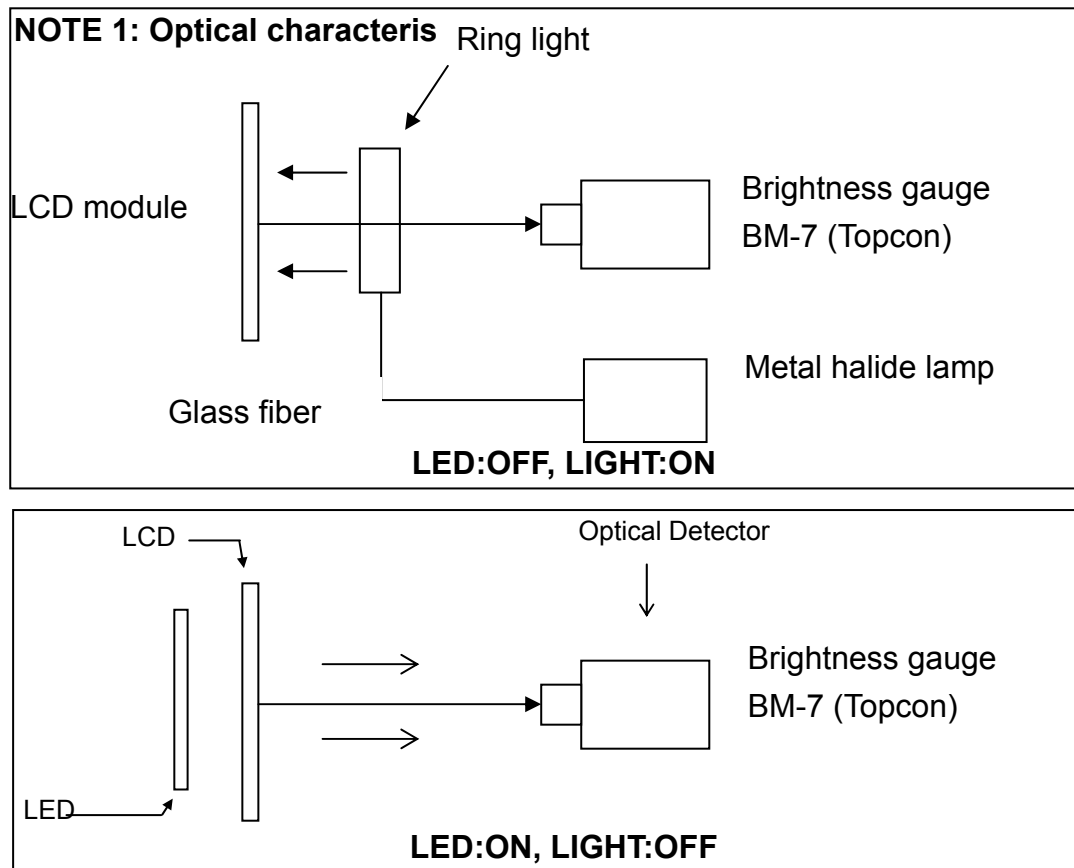 NOTE 1: Optical characteris
Ring light
LCD module
Brightness gauge
BM-7 (Topcon)
Metal halide lamp
Glass fiber
LED:OFF, LIGHT:ON
LCD
Optical Detector
Brightness gauge
BM-7 (Topcon)
LED
LED:ON, LIGHT:OFF